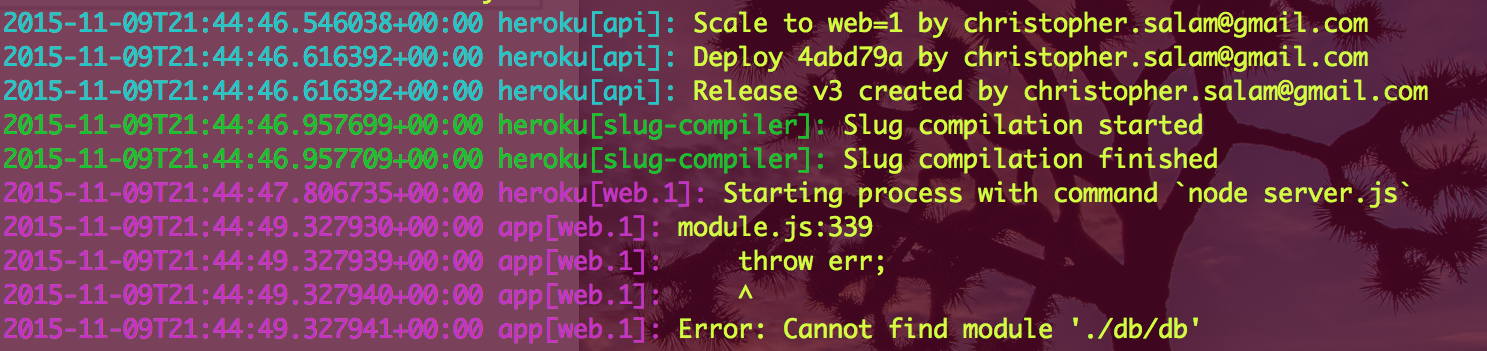 2015-11-09T21:44:46.546038+00:00 heroku[api]: Scale to web=1 by christopher.salam@gmail.com
2015-11-09T21:44:46.616392+00:00 heroku[api]: Deploy 4abd79a by christopher.salam@gmail.com
2015-11-09T21:44:46.616392+00:00 heroku[api]: Release v3 created by christopher.salam@gmail.com
2015-11-09T21:44:46.957699+00:00 heroku[slug-compiler]: Slug compilation started
2015-11-09T21:44:46.957709+00:00 heroku[slug-compiler]: Slug compilation finished
2015-11-09T21:44:47.806735+00:00 heroku[web.1]: Starting process with command `node server.js`
2015-11-09T21:44:49.327930+00:00 app[web.1]: module.js:339
2015-11-09T21:44:49.327939+00:00 app[web.1]:     throw err;
2015-11-09T21:44:49.327940+00:00 app[web.1]:     ^
2015-11-09T21:44:49.327941+00:00 app[web.1]: Error: Cannot find module './db/db'